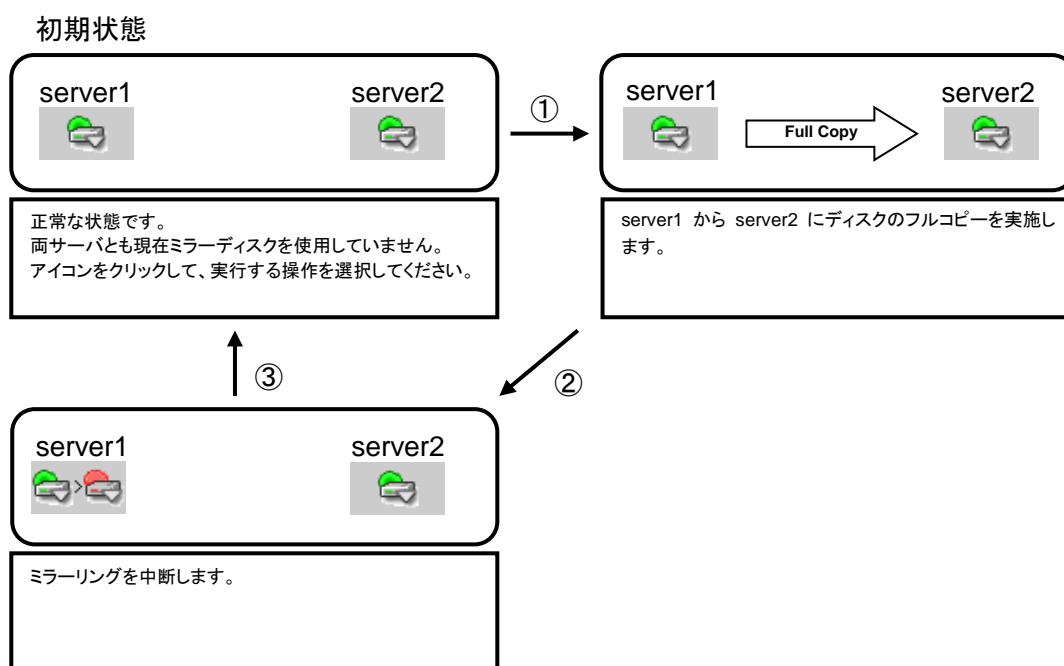 初期状態
server1
server2
①
server1
server2
Full Copy
正常な状態です。
両サーバとも現在ミラーディスクを使用していません。
アイコンをクリックして、実行する操作を選択してください。
server1 から server2 にディスクのフルコピーを実施し
ます。
③
②
server1
server2
>
ミラーリングを中断します。